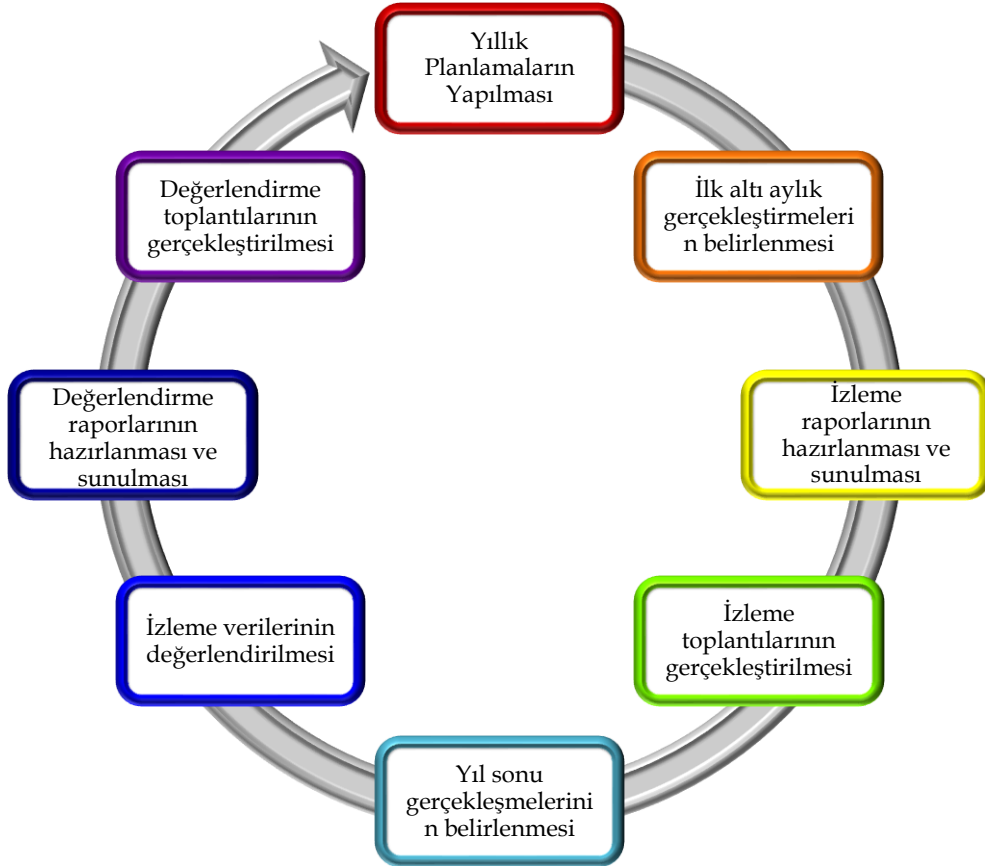 Yıllık
Planlamaların
Yapılması
İlk altı aylık
gerçekleştirmeleri
n belirlenmesi
İzleme
raporlarının
hazırlanması ve
sunulması
İzleme
toplantılarının
gerçekleştirilmesi
Yıl sonu
gerçekleşmelerini
n belirlenmesi
İzleme verilerinin
değerlendirilmesi
Değerlendirme
raporlarının
hazırlanması ve
sunulması
Değerlendirme
toplantılarının
gerçekleştirilmesi